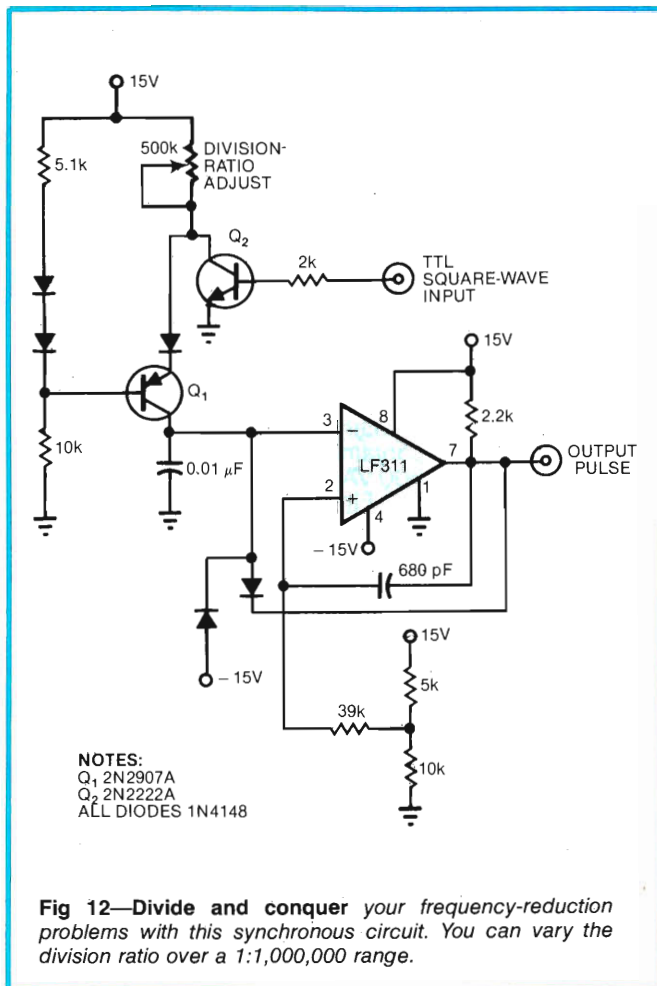 15V
500k
DIVISION-
RATIO
ADJUST
5.1k
Q2
2k
TTL
SQUARE-WAVE
INPUT
15V
Q1
3
−
8
2.2k
10k
0.01 μF
LF311
7
OUTPUT
PULSE
2
+
1
4
− 15V
680 pF
15V
− 15V
5k
39k
10k
NOTES:
Q1 2N2907A
Q2 2N2222A
ALL DIODES 1N4148
Fig 12—Divide and conquer your frequency-reduction
problems with this synchronous circuit. You can vary the
division ratio over a 1:1,000,000 range.